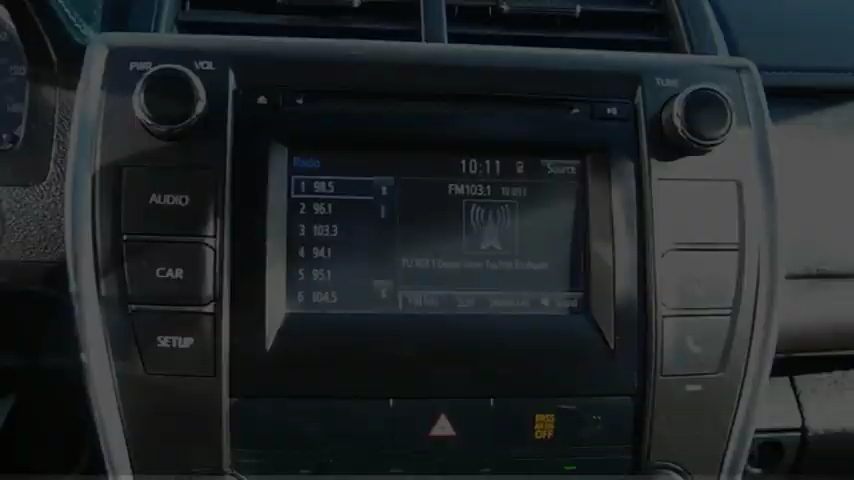 PWR VOL
TUNE
AUDIO
CAR
SETUP
Radio 10:11 Source
1 98.5
2 96.1
3 103.3
4 94.1
5 95.1
6 104.5
FM103.1
PASS
AIR BAG
OFF